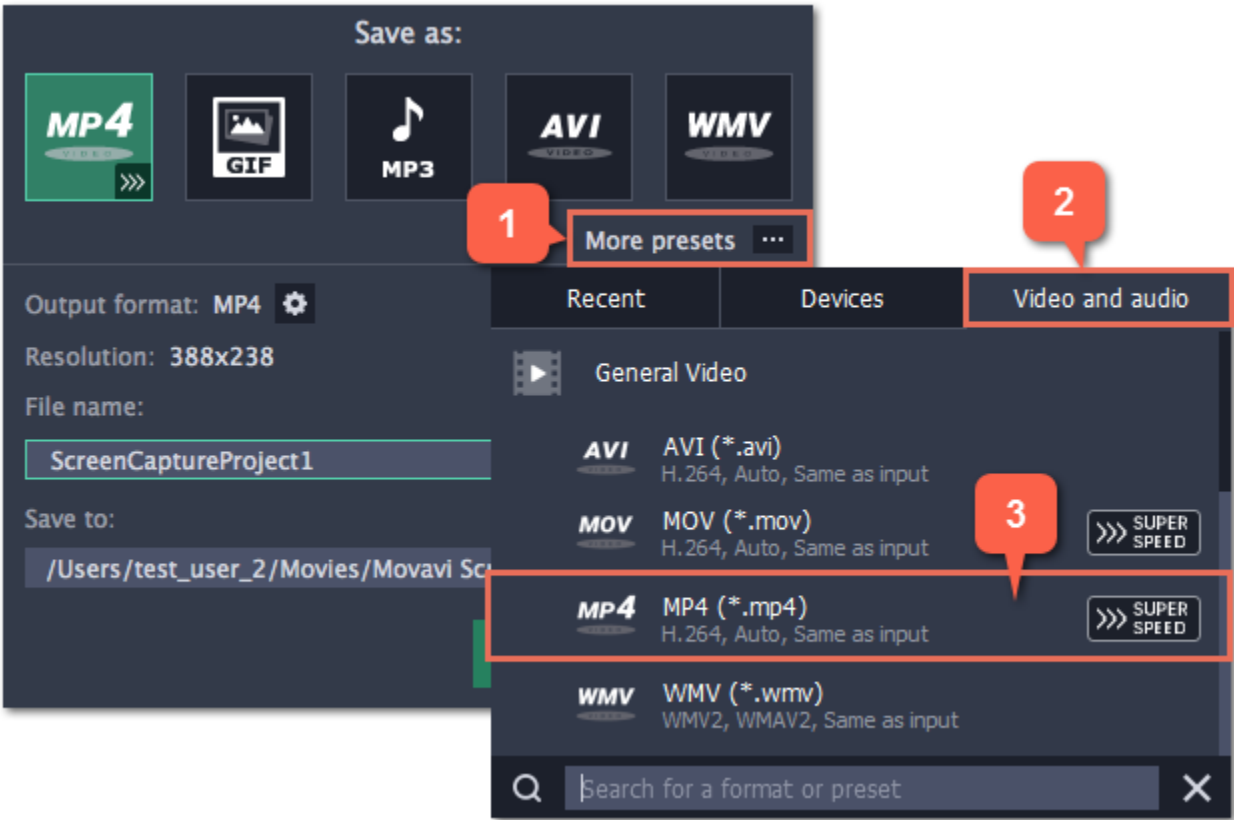 Save as:
MP4
VIDEO
GIF
MP3
AVI
VIDEO
WMV
VIDEO
1
More presets ...
2
Output format: MP4
Resolution: 388x238
File name:
ScreenCaptureProject1
Save to:
/Users/test_user_2/Movies/Movavi Scr
Recent
Devices
Video and audio
General Video
AVI
AVI (*.avi)
H.264, Auto, Same as input
MOV
MOV (*.mov)
H.264, Auto, Same as input
SUPER
SPEED
3
MP4
MP4 (*.mp4)
H.264, Auto, Same as input
SUPER
SPEED
WMV
WMV (*.wmv)
WMV2, WMAV2, Same as input
Search for a format or preset